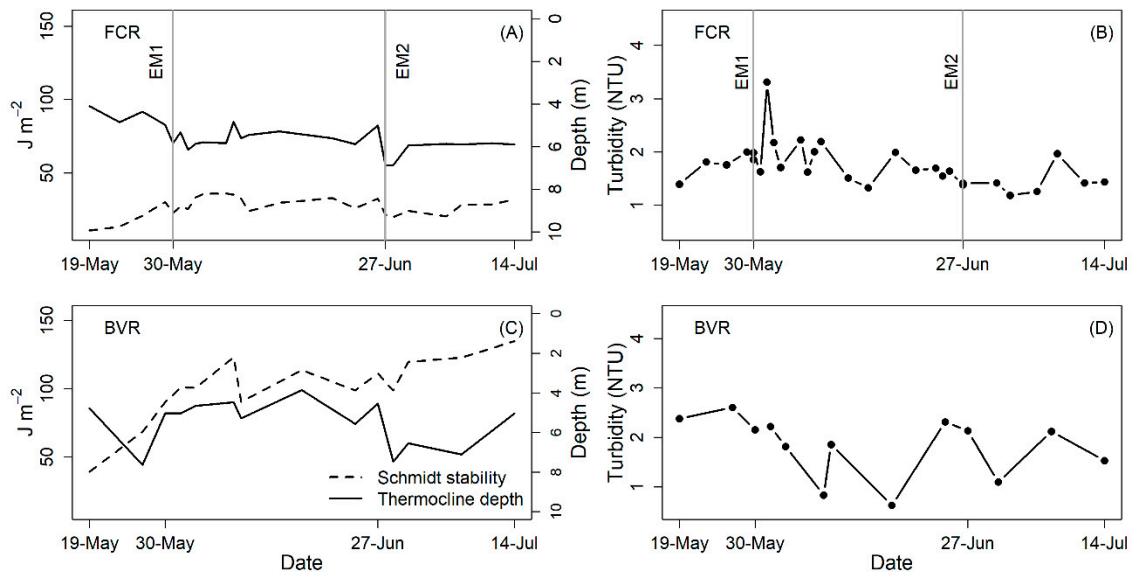 FCR
(A)
EM1
EM2
150
100
50
J m⁻²
0
2
4
6
8
10
Depth (m)
19-May
30-May
27-Jun
14-Jul
FCR
(B)
EM1
EM2
4
3
2
1
Turbidity (NTU)
19-May
30-May
27-Jun
14-Jul
BVR
(C)
150
100
50
J m⁻²
0
2
4
6
8
10
Depth (m)
Schmidt stability
Thermocline depth
19-May
30-May
27-Jun
14-Jul
Date
BVR
(D)
4
3
2
1
Turbidity (NTU)
19-May
30-May
27-Jun
14-Jul
Date